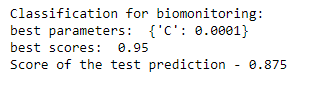 Classification for biomonitoring:
best parameters:  {'C': 0.0001}
best scores:  0.95
Score of the test prediction - 0.875